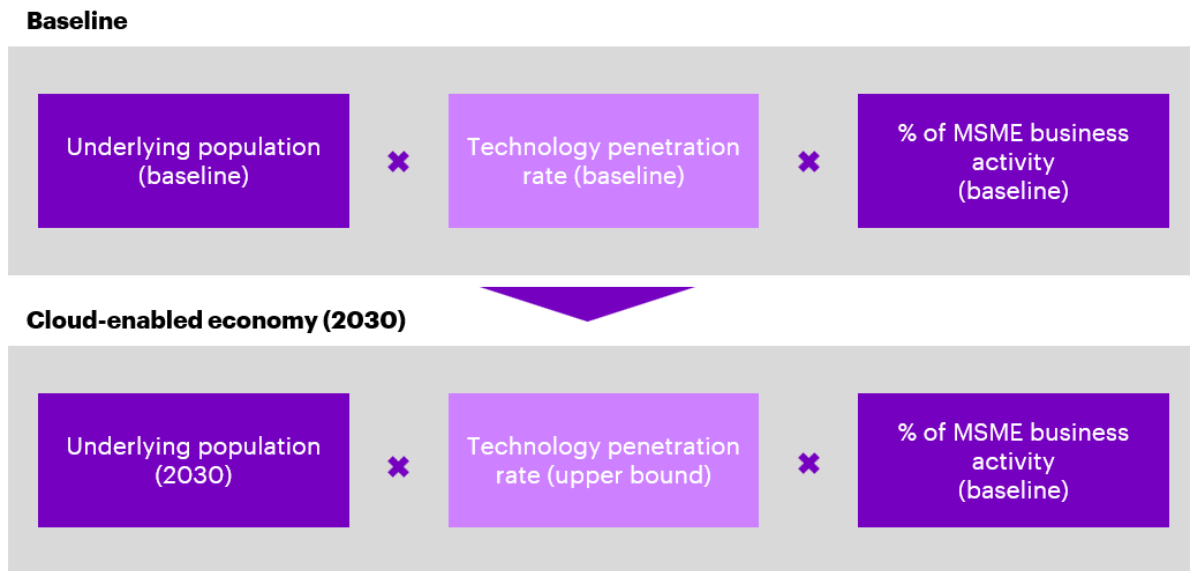 Baseline
Underlying population
(baseline)
✖
Technology penetration
rate (baseline)
✖
% of MSME business
activity
(baseline)
Cloud-enabled economy (2030)
Underlying population
(2030)
✖
Technology penetration
rate (upper bound)
✖
% of MSME business
activity
(baseline)